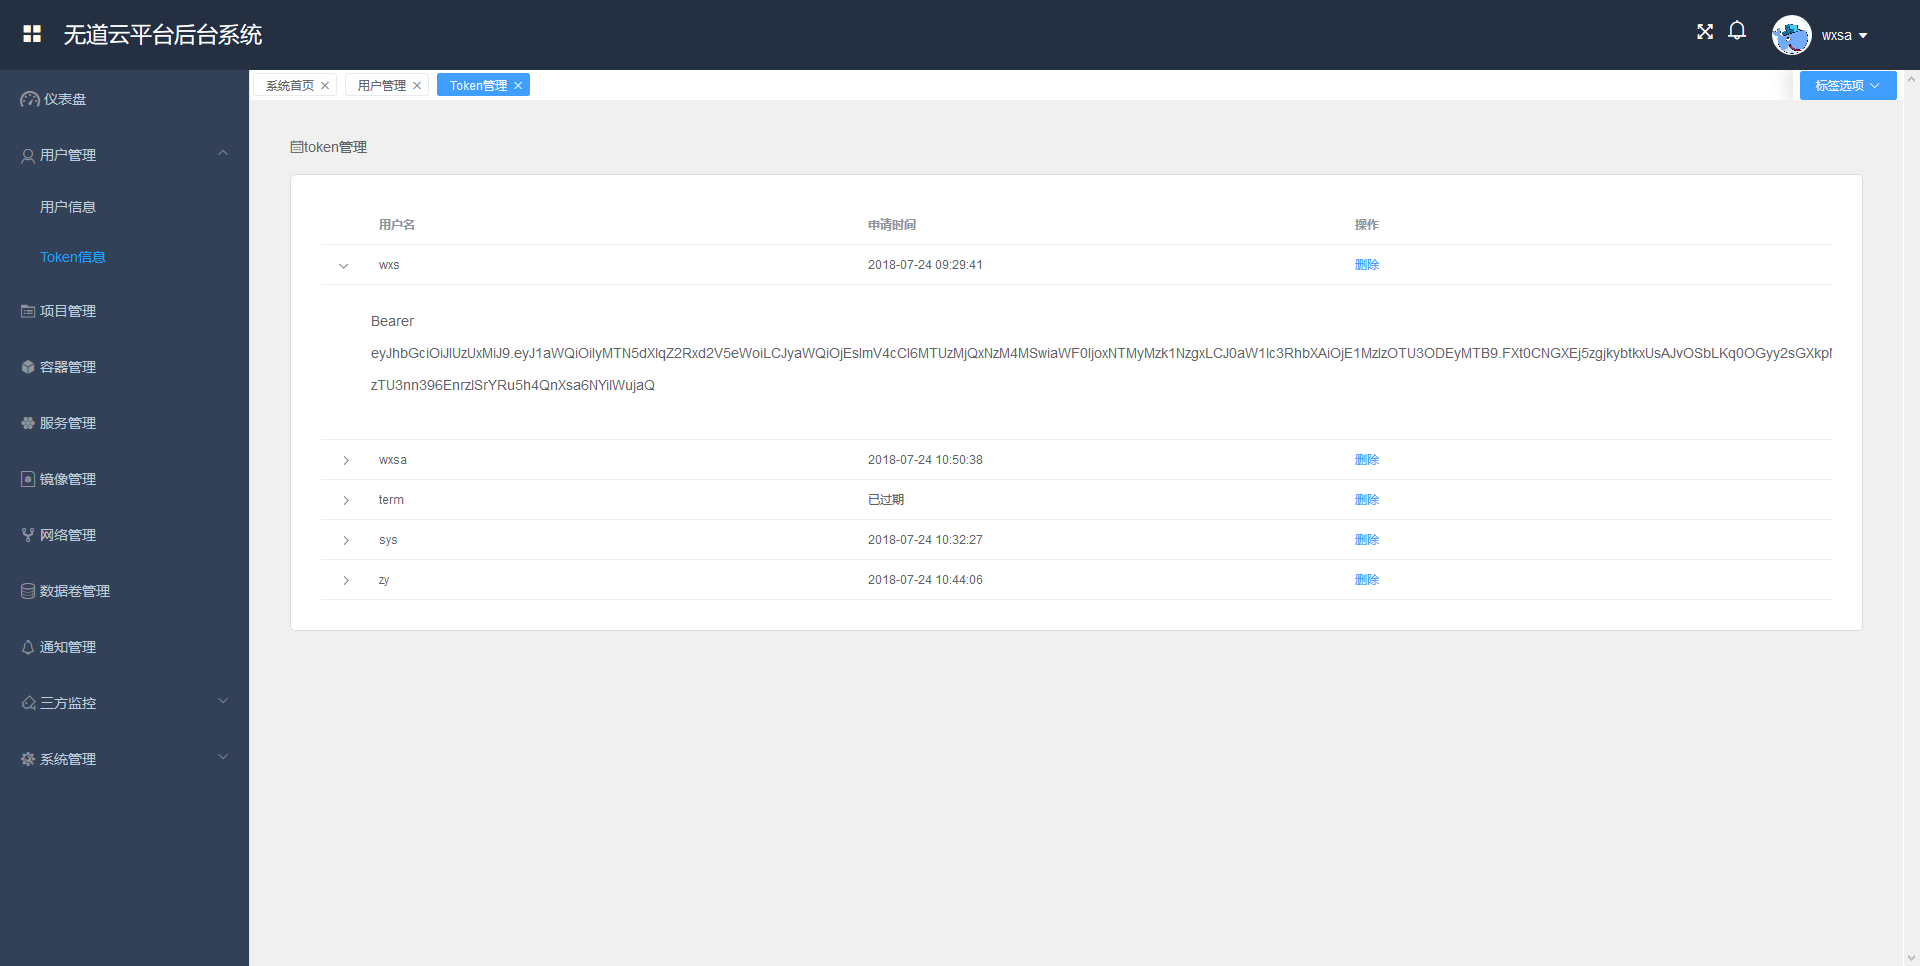 无道云平台后台系统
wxsa
仪表盘
用户管理
用户信息
Token信息
项目管理
容器管理
服务管理
镜像管理
网络管理
数据卷管理
通知管理
三方监控
系统管理
系统首页
用户管理
Token管理
标签选项
token管理
用户名 申请时间 操作
wxs 2018-07-24 09:29:41 删除
Bearer
eyJhbGciOiJIUzUxMiJ9.eyJ1aWQiOiIyMTN5dXlqZ2Rxd2V5eWoiLCJyaWQiOjEsImV4cCI6MTUzMjQxNzM4MSwiaWF0IjoxNTMyMzk1NzgxLCJ0aW1lc3RhbXAiOjE1MzIzOTU3ODEyMTB9.FXt0CNGXEj5zgjkybtkxUsAJvOSbLKq0OGyy2sGXkpI
zTU3nn396EnrzlSrYRu5h4QnXsa6NYilWujaQ
wxsa 2018-07-24 10:50:38 删除
term 已过期 删除
sys 2018-07-24 10:32:27 删除
zy 2018-07-24 10:44:06 删除